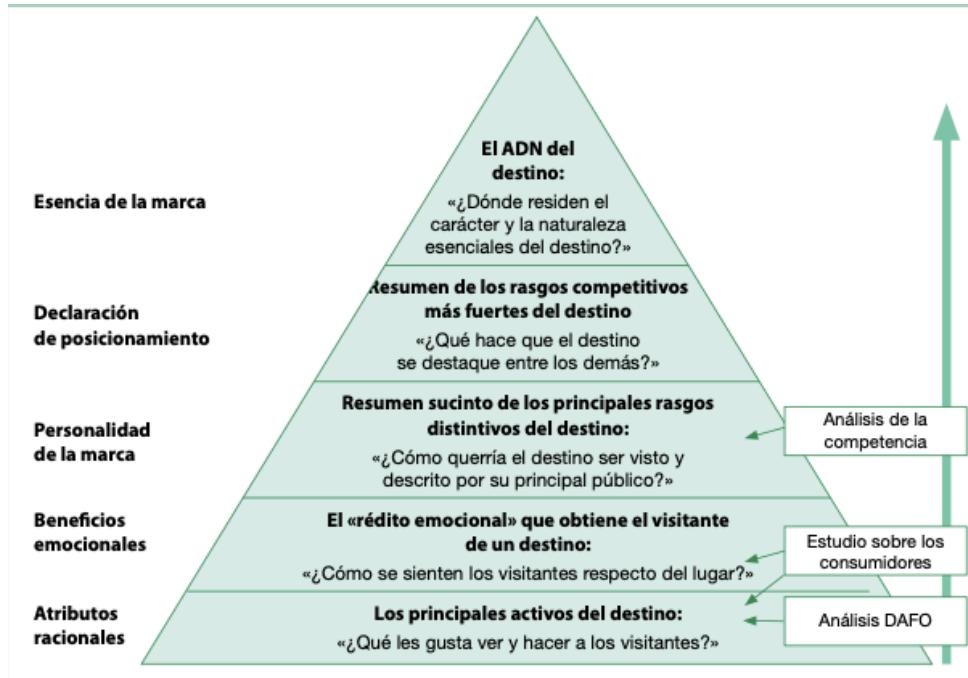 El ADN del
destino:
Esencia de la marca
«¿Dónde residen el
carácter y la naturaleza
esenciales del destino?»
Resumen de los rasgos competitivos
más fuertes del destino
Declaración
de posicionamiento
«¿Qué hace que el destino
se destaque entre los demás?»
Resumen sucinto de los principales rasgos
distintivos del destino:
Personalidad
de la marca
«¿Cómo querría el destino ser visto y
descrito por su principal público?»
Análisis de la
competencia
Beneficios
emocionales
El «rédito emocional» que obtiene el visitante
de un destino:
«¿Cómo se sienten los visitantes respecto del lugar?»
Estudio sobre los
consumidores
Atributos
racionales
Los principales activos del destino:
«¿Qué les gusta ver y hacer a los visitantes?»
Análisis DAFO